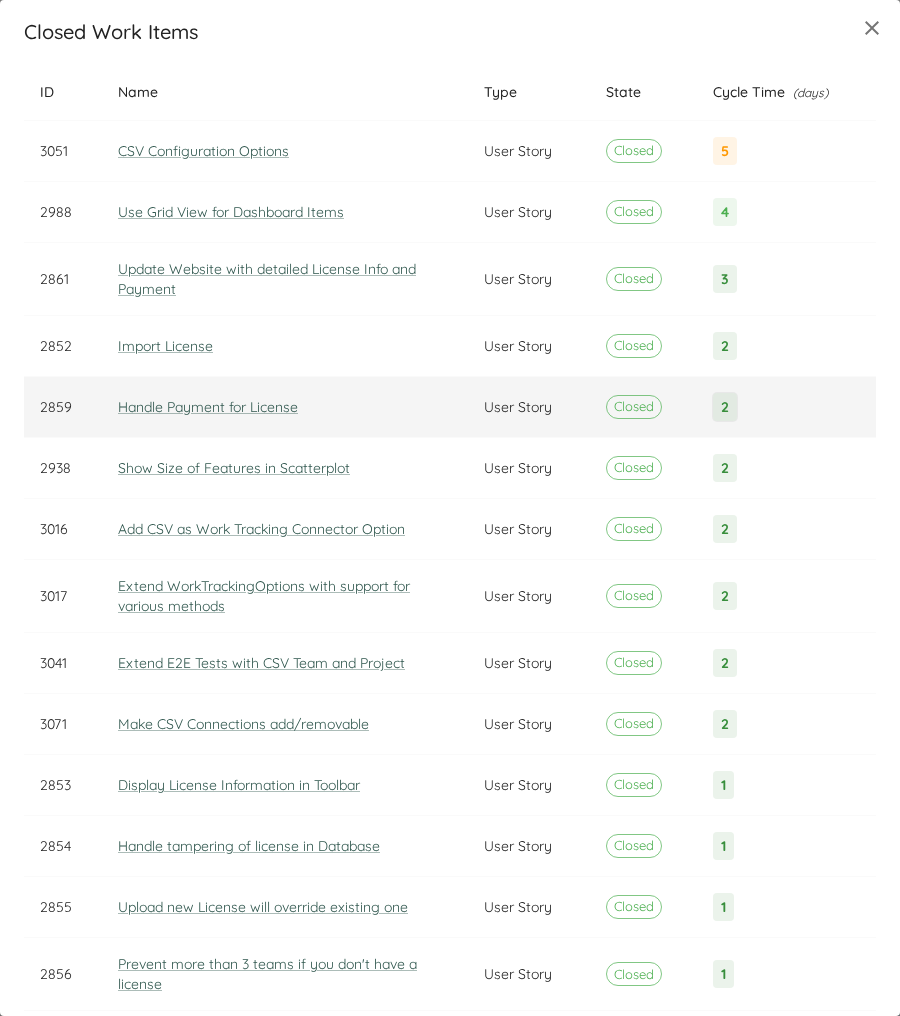 Closed Work Items
ID Name Type State Cycle Time (days)
3051 CSV Configuration Options User Story Closed 5
2988 Use Grid View for Dashboard Items User Story Closed 4
2861 Update Website with detailed License Info and Payment User Story Closed 3
2852 Import License User Story Closed 2
2859 Handle Payment for License User Story Closed 2
2938 Show Size of Features in Scatterplot User Story Closed 2
3016 Add CSV as Work Tracking Connector Option User Story Closed 2
3017 Extend WorkTrackingOptions with support for various methods User Story Closed 2
3041 Extend E2E Tests with CSV Team and Project User Story Closed 2
3071 Make CSV Connections add/removable User Story Closed 2
2853 Display License Information in Toolbar User Story Closed 1
2854 Handle tampering of license in Database User Story Closed 1
2855 Upload new License will override existing one User Story Closed 1
2856 Prevent more than 3 teams if you don't have a license User Story Closed 1